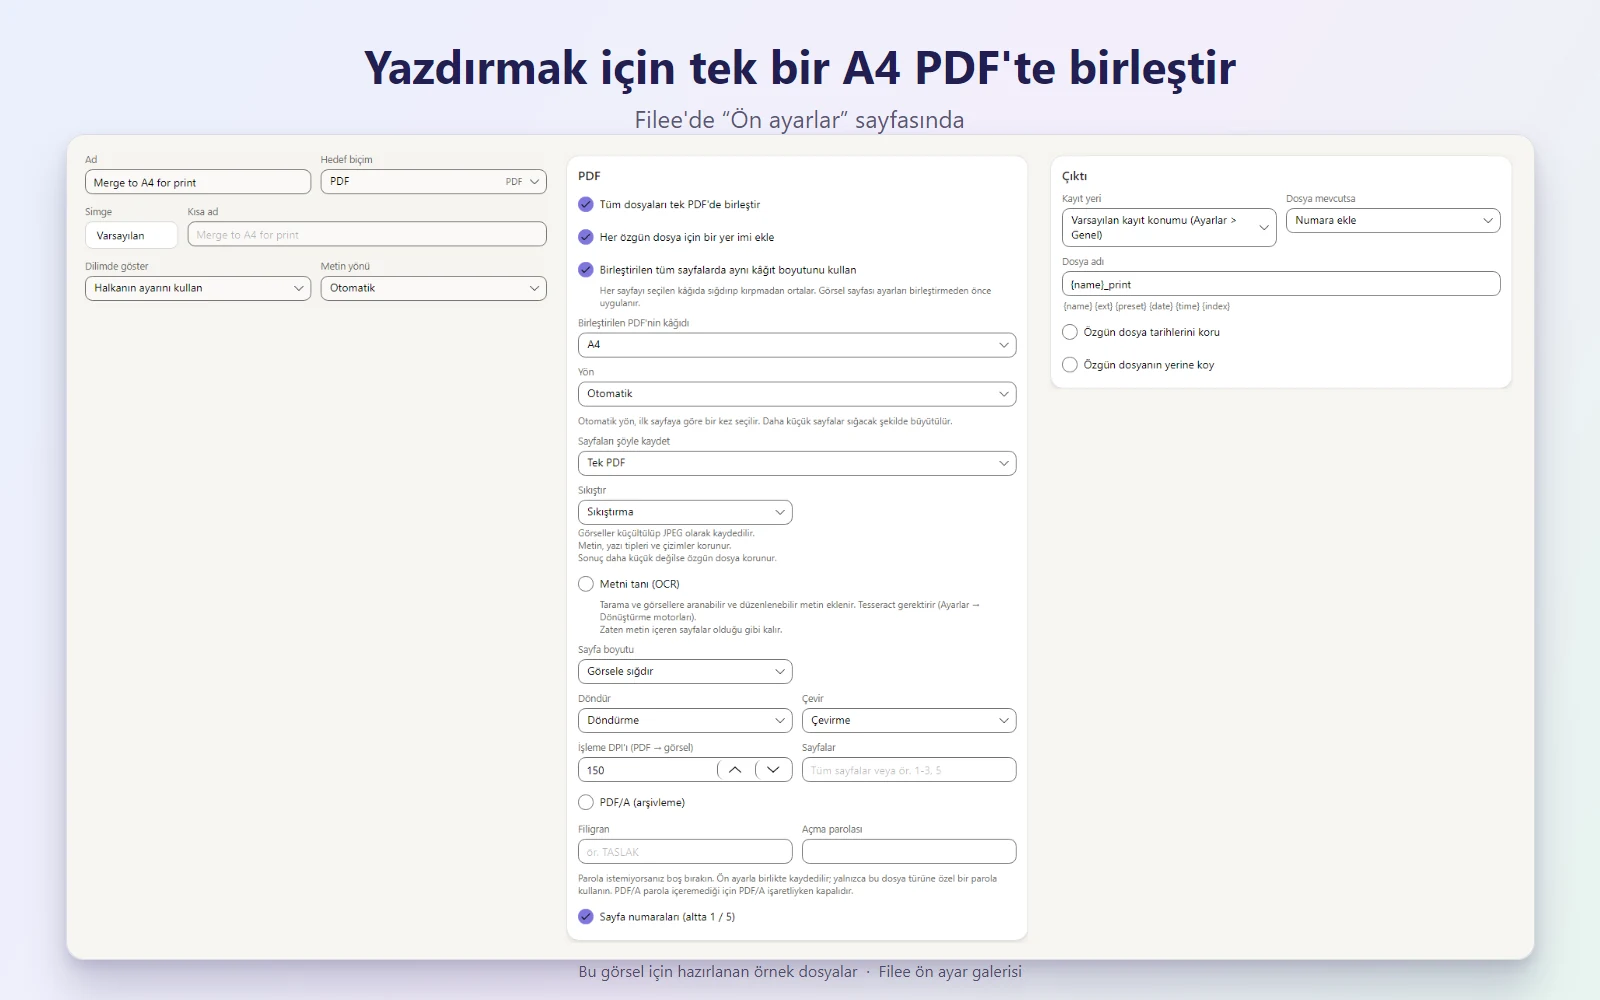 Yazdırmak için tek bir A4 PDF'te birleştir
Filee'de “Ön ayarlar” sayfasında
Ad
Merge to A4 for print
Hedef biçim
PDF PDF
Simge
Varsayılan
Kısa ad
Merge to A4 for print
Dilimde göster
Halkanın ayarını kullan
Metin yönü
Otomatik
PDF
Tüm dosyaları tek PDF'de birleştir
Her özgün dosya için bir yer imi ekle
Birleştirilen tüm sayfalarda aynı kâğıt boyutunu kullan
Her sayfayı seçilen kâğıda sığdırıp kırpmadan ortalar. Görsel sayfası ayarları birleştirmeden önce
uygulanır.
Birleştirilen PDF'nin kâğıdı
A4
Yön
Otomatik
Otomatik yön, ilk sayfaya göre bir kez seçilir. Daha küçük sayfalar sığacak şekilde büyütülür.
Sayfaları şöyle kaydet
Tek PDF
Sıkıştır
Sıkıştırma
Görseller küçültülüp JPEG olarak kaydedilir.
Metin, yazı tipleri ve çizimler korunur.
Sonuç daha küçük değilse özgün dosya korunur.
Metni tanı (OCR)
Tarama ve görsellere aranabilir ve düzenlenebilir metin eklenir. Tesseract gerektirir (Ayarlar →
Dönüştürme motorları).
Zaten metin içeren sayfalar olduğu gibi kalır.
Sayfa boyutu
Görsele sığdır
Döndür
Döndürme
Çevir
Çevirme
İşleme DPI'ı (PDF → görsel)
150
Sayfalar
Tüm sayfalar veya ör. 1-3, 5
PDF/A (arşivleme)
Filigran
ör. TASLAK
Açma parolası
Parola istemiyorsanız boş bırakın. Ön ayarla birlikte kaydedilir; yalnızca bu dosya türüne özel bir parola
kullanın. PDF/A parola içeremediği için PDF/A işaretliyken kapalıdır.
Sayfa numaraları (altta 1 / 5)
Çıktı
Kayıt yeri
Varsayılan kayıt konumu (Ayarlar >
Genel)
Dosya mevcutsa
Numara ekle
Dosya adı
{name}_print
{name} {ext} {preset} {date} {time} {index}
Özgün dosya tarihlerini koru
Özgün dosyanın yerine koy
Bu görsel için hazırlanan örnek dosyalar · Filee ön ayar galerisi